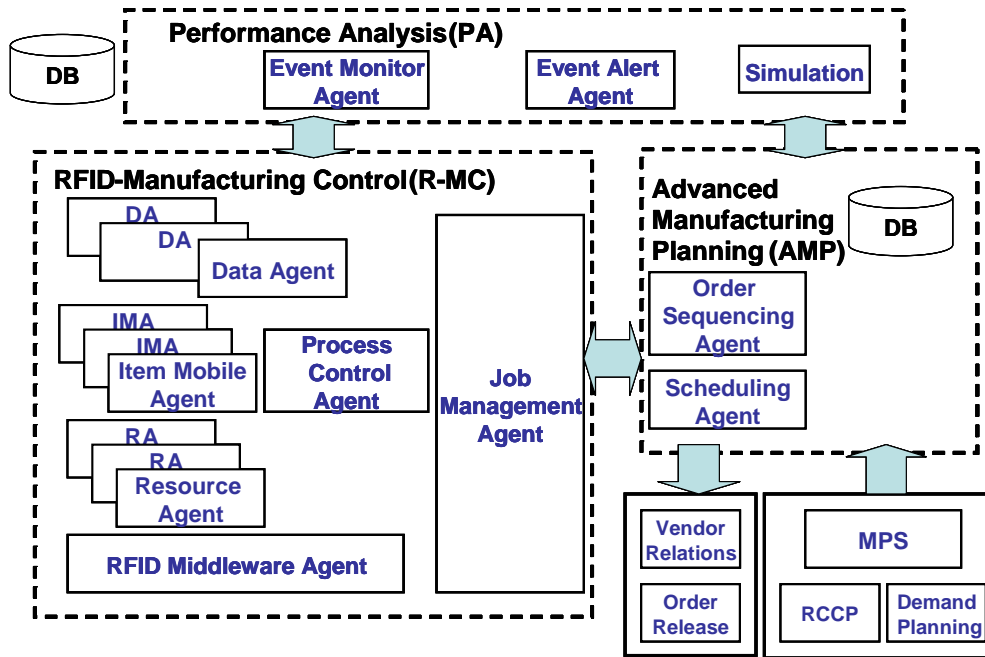 Performance Analysis(PA)
DB
Event Monitor
Agent
Event Alert
Agent
Simulation
RFID-Manufacturing Control(R-MC)
DA
DA
Data Agent
IMA
IMA
Item Mobile
Agent
RA
RA
Resource
Agent
Process
Control
Agent
Job
Management
Agent
RFID Middleware Agent
Advanced
Manufacturing
Planning (AMP)
DB
Order
Sequencing
Agent
Scheduling
Agent
Vendor
Relations
Order
Release
MPS
RCCP
Demand
Planning